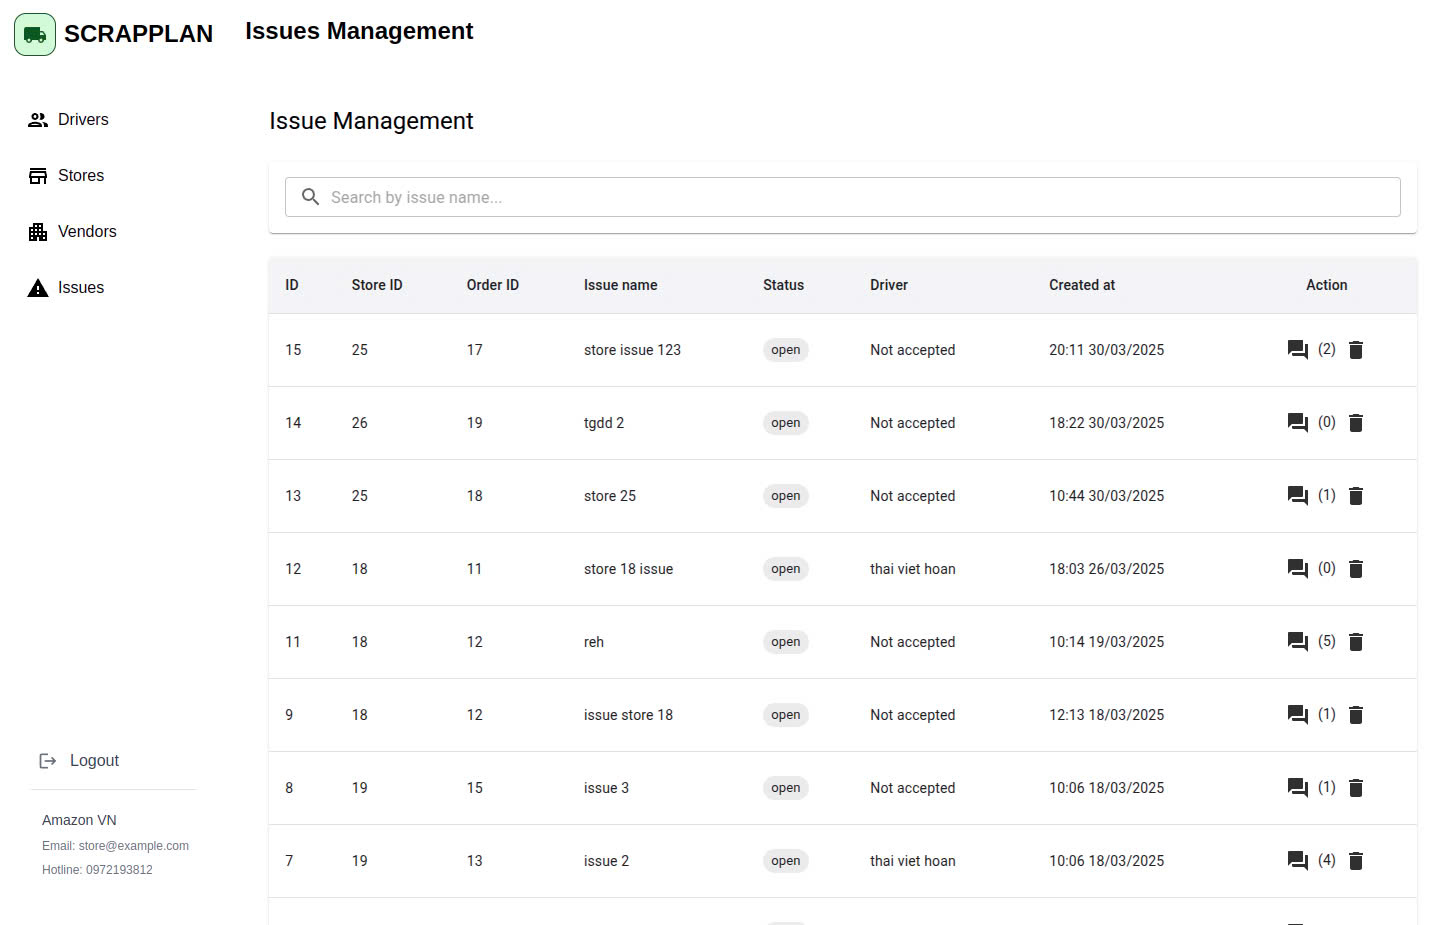 SCRAPPLAN
Issues Management
Drivers
Stores
Vendors
Issues
Logout
Amazon VN
Email: store@example.com
Hotline: 0972193812
Issue Management
Search by issue name...
ID Store ID Order ID Issue name Status Driver Created at Action
15 25 17 store issue 123 open Not accepted 20:11 30/03/2025 (2)
14 26 19 tgdd 2 open Not accepted 18:22 30/03/2025 (0)
13 25 18 store 25 open Not accepted 10:44 30/03/2025 (1)
12 18 11 store 18 issue open thai viet hoan 18:03 26/03/2025 (0)
11 18 12 reh open Not accepted 10:14 19/03/2025 (5)
9 18 12 issue store 18 open Not accepted 12:13 18/03/2025 (1)
8 19 15 issue 3 open Not accepted 10:06 18/03/2025 (1)
7 19 13 issue 2 open thai viet hoan 10:06 18/03/2025 (4)